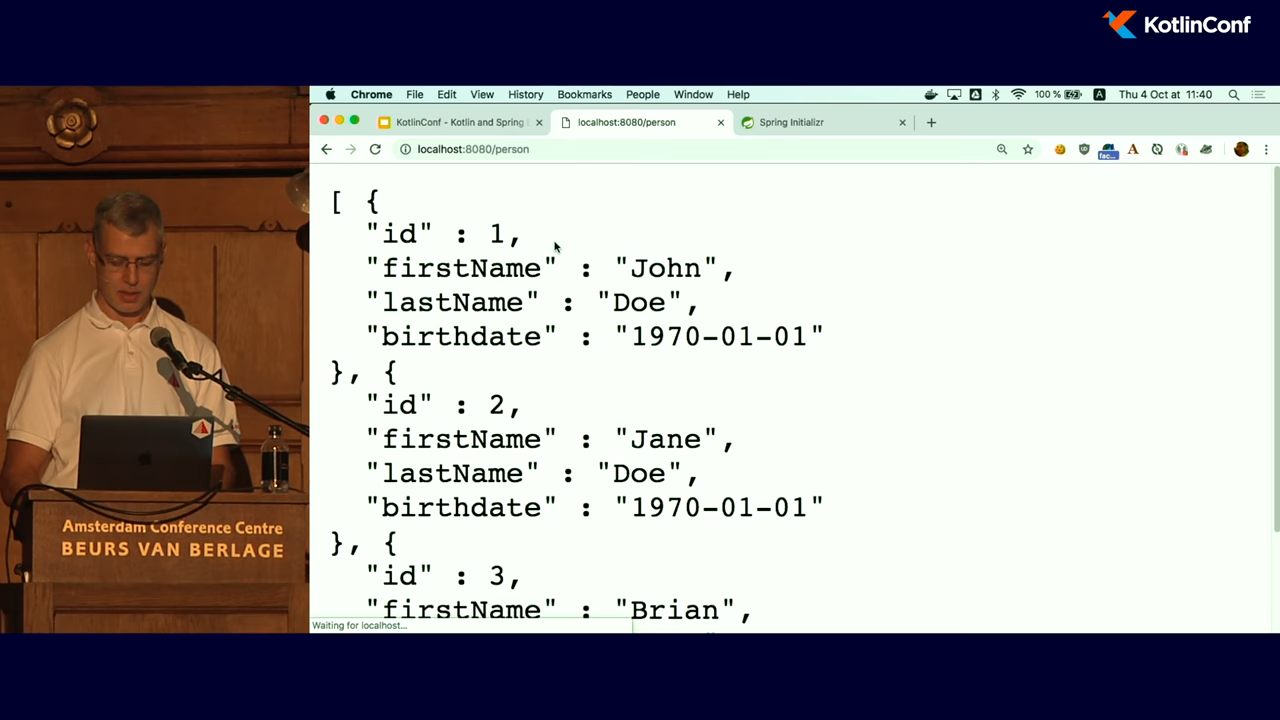 KotlinConf
Chrome File Edit View History Bookmarks People Window Help 100 % A Thu 4 Oct at 11:40
KotlinConf - Kotlin and Spring
localhost:8080/person
Spring Initializr
localhost:8080/person
[ {
"id" : 1,
"firstName" : "John",
"lastName" : "Doe",
"birthdate" : "1970-01-01"
}, {
"id" : 2,
"firstName" : "Jane",
"lastName" : "Doe",
"birthdate" : "1970-01-01"
}, {
"id" : 3,
"firstName" : "Brian",
Waiting for localhost...
Amsterdam Conference Centre
BEURS VAN BERLAGE